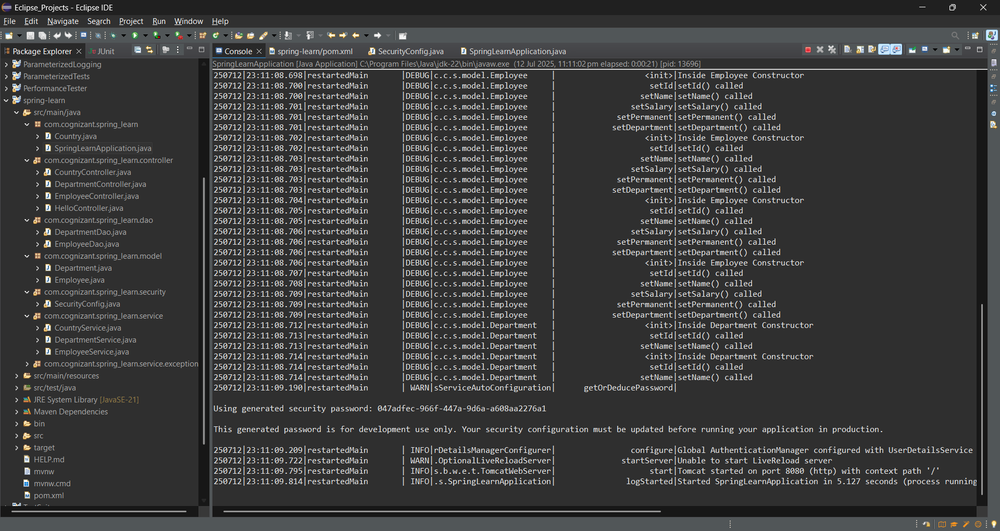 Eclipse_Projects - Eclipse IDE
File Edit Navigate Search Project Run Window Help
Package Explorer
JUnit
ParameterizedLogging
ParameterizedTests
PerformanceTester
spring-learn
src/main/java
com.cognizant.spring_learn
Country.java
SpringLearnApplication.java
com.cognizant.spring_learn.controller
CountryController.java
DepartmentController.java
EmployeeController.java
HelloController.java
com.cognizant.spring_learn.dao
DepartmentDao.java
EmployeeDao.java
com.cognizant.spring_learn.model
Department.java
Employee.java
com.cognizant.spring_learn.security
SecurityConfig.java
com.cognizant.spring_learn.service
CountryService.java
DepartmentService.java
EmployeeService.java
com.cognizant.spring_learn.service.exception
src/main/resources
src/test/java
JRE System Library [JavaSE-21]
Maven Dependencies
bin
src
target
HELP.md
mvnw
mvnw.cmd
pom.xml
Console
spring-learn/pom.xml
SecurityConfig.java
SpringLearnApplication.java
SpringLearnApplication [Java Application] C:\Program Files\Java\jdk-22\bin\javaw.exe (12 Jul 2025, 11:11:02 pm elapsed: 0:00:21) [pid: 13696]
250712|23:11:08.698|restartedMain |DEBUG|c.c.s.model.Employee | <init>|Inside Employee Constructor
250712|23:11:08.700|restartedMain |DEBUG|c.c.s.model.Employee | setId|setId() called
250712|23:11:08.700|restartedMain |DEBUG|c.c.s.model.Employee | setName|setName() called
250712|23:11:08.701|restartedMain |DEBUG|c.c.s.model.Employee | setSalary|setSalary() called
250712|23:11:08.701|restartedMain |DEBUG|c.c.s.model.Employee | setPermanent|setPermanent() called
250712|23:11:08.701|restartedMain |DEBUG|c.c.s.model.Employee | setDepartment|setDepartment() called
250712|23:11:08.702|restartedMain |DEBUG|c.c.s.model.Employee | <init>|Inside Employee Constructor
250712|23:11:08.702|restartedMain |DEBUG|c.c.s.model.Employee | setId|setId() called
250712|23:11:08.703|restartedMain |DEBUG|c.c.s.model.Employee | setName|setName() called
250712|23:11:08.703|restartedMain |DEBUG|c.c.s.model.Employee | setSalary|setSalary() called
250712|23:11:08.703|restartedMain |DEBUG|c.c.s.model.Employee | setPermanent|setPermanent() called
250712|23:11:08.703|restartedMain |DEBUG|c.c.s.model.Employee | setDepartment|setDepartment() called
250712|23:11:08.704|restartedMain |DEBUG|c.c.s.model.Employee | <init>|Inside Employee Constructor
250712|23:11:08.705|restartedMain |DEBUG|c.c.s.model.Employee | setId|setId() called
250712|23:11:08.705|restartedMain |DEBUG|c.c.s.model.Employee | setName|setName() called
250712|23:11:08.706|restartedMain |DEBUG|c.c.s.model.Employee | setSalary|setSalary() called
250712|23:11:08.706|restartedMain |DEBUG|c.c.s.model.Employee | setPermanent|setPermanent() called
250712|23:11:08.706|restartedMain |DEBUG|c.c.s.model.Employee | setDepartment|setDepartment() called
250712|23:11:08.706|restartedMain |DEBUG|c.c.s.model.Employee | <init>|Inside Employee Constructor
250712|23:11:08.707|restartedMain |DEBUG|c.c.s.model.Employee | setId|setId() called
250712|23:11:08.708|restartedMain |DEBUG|c.c.s.model.Employee | setName|setName() called
250712|23:11:08.709|restartedMain |DEBUG|c.c.s.model.Employee | setSalary|setSalary() called
250712|23:11:08.709|restartedMain |DEBUG|c.c.s.model.Employee | setPermanent|setPermanent() called
250712|23:11:08.709|restartedMain |DEBUG|c.c.s.model.Employee | setDepartment|setDepartment() called
250712|23:11:08.712|restartedMain |DEBUG|c.c.s.model.Department | <init>|Inside Department Constructor
250712|23:11:08.713|restartedMain |DEBUG|c.c.s.model.Department | setId|setId() called
250712|23:11:08.713|restartedMain |DEBUG|c.c.s.model.Department | setName|setName() called
250712|23:11:08.714|restartedMain |DEBUG|c.c.s.model.Department | <init>|Inside Department Constructor
250712|23:11:08.714|restartedMain |DEBUG|c.c.s.model.Department | setId|setId() called
250712|23:11:08.714|restartedMain |DEBUG|c.c.s.model.Department | setName|setName() called
250712|23:11:09.190|restartedMain | WARN|sServiceAutoConfiguration| getOrDeducePassword|
Using generated security password: 047adfec-966f-447a-9d6a-a608aa2276a1
This generated password is for development use only. Your security configuration must be updated before running your application in production.
250712|23:11:09.209|restartedMain | INFO|rDetailsManagerConfigurer| configure|Global AuthenticationManager configured with UserDetailsService
250712|23:11:09.722|restartedMain | WARN|.OptionalLiveReloadServer| startServer|Unable to start LiveReload server
250712|23:11:09.795|restartedMain | INFO|s.b.w.e.t.TomcatWebServer| start|Tomcat started on port 8080 (http) with context path '/'
250712|23:11:09.814|restartedMain | INFO|.s.SpringLearnApplication| logStarted|Started SpringLearnApplication in 5.127 seconds (process running